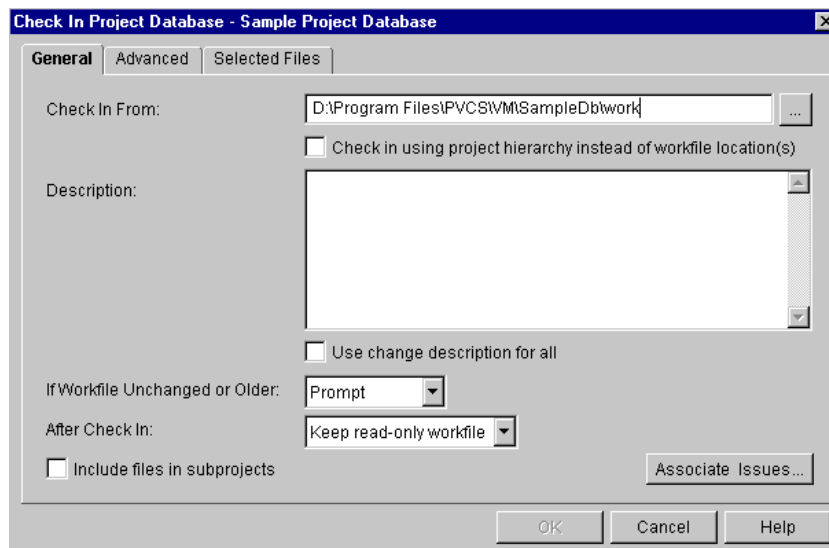 Check In Project Database - Sample Project Database
General Advanced Selected Files
Check In From: D:\Program Files\PVCS\VM\SampleDb\work ...
Check in using project hierarchy instead of workfile location(s)
Description:
Use change description for all
If Workfile Unchanged or Older: Prompt
After Check In: Keep read-only workfile
Include files in subprojects Associate Issues...
OK Cancel Help